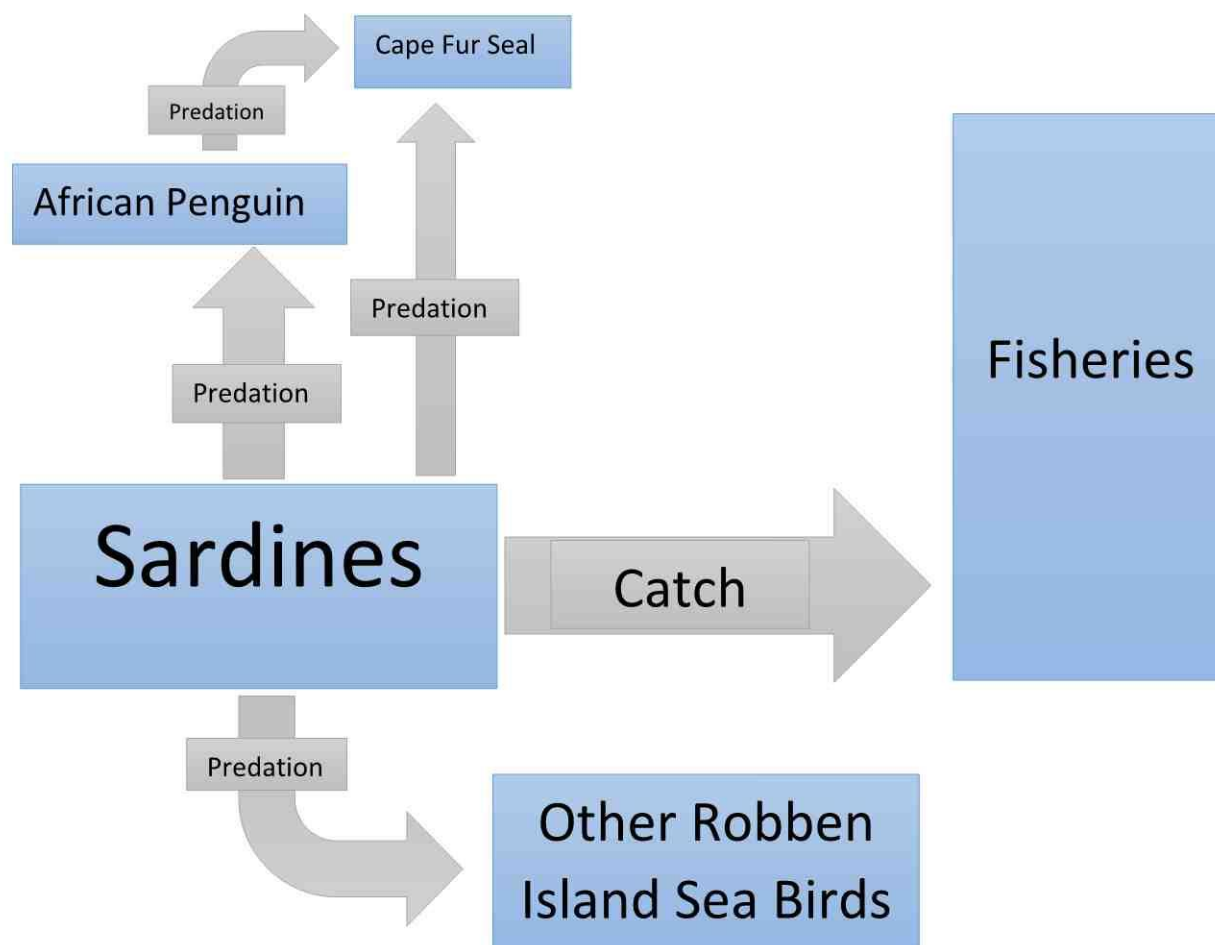 Cape Fur Seal
Predation
African Penguin
Predation
Predation
Fisheries
Sardines
Catch
Predation
Other Robben
Island Sea Birds